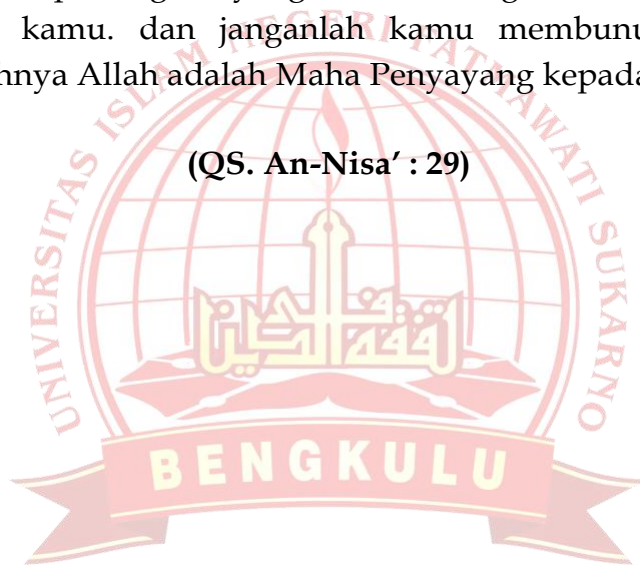 kamu. dan janganlah kamu membunu
hnya Allah adalah Maha Penyayang kepada
(QS. An-Nisa’ : 29)
UNIVERSITAS ISLAM NEGERI FATMAWATI SUKARNO
BENGKULU